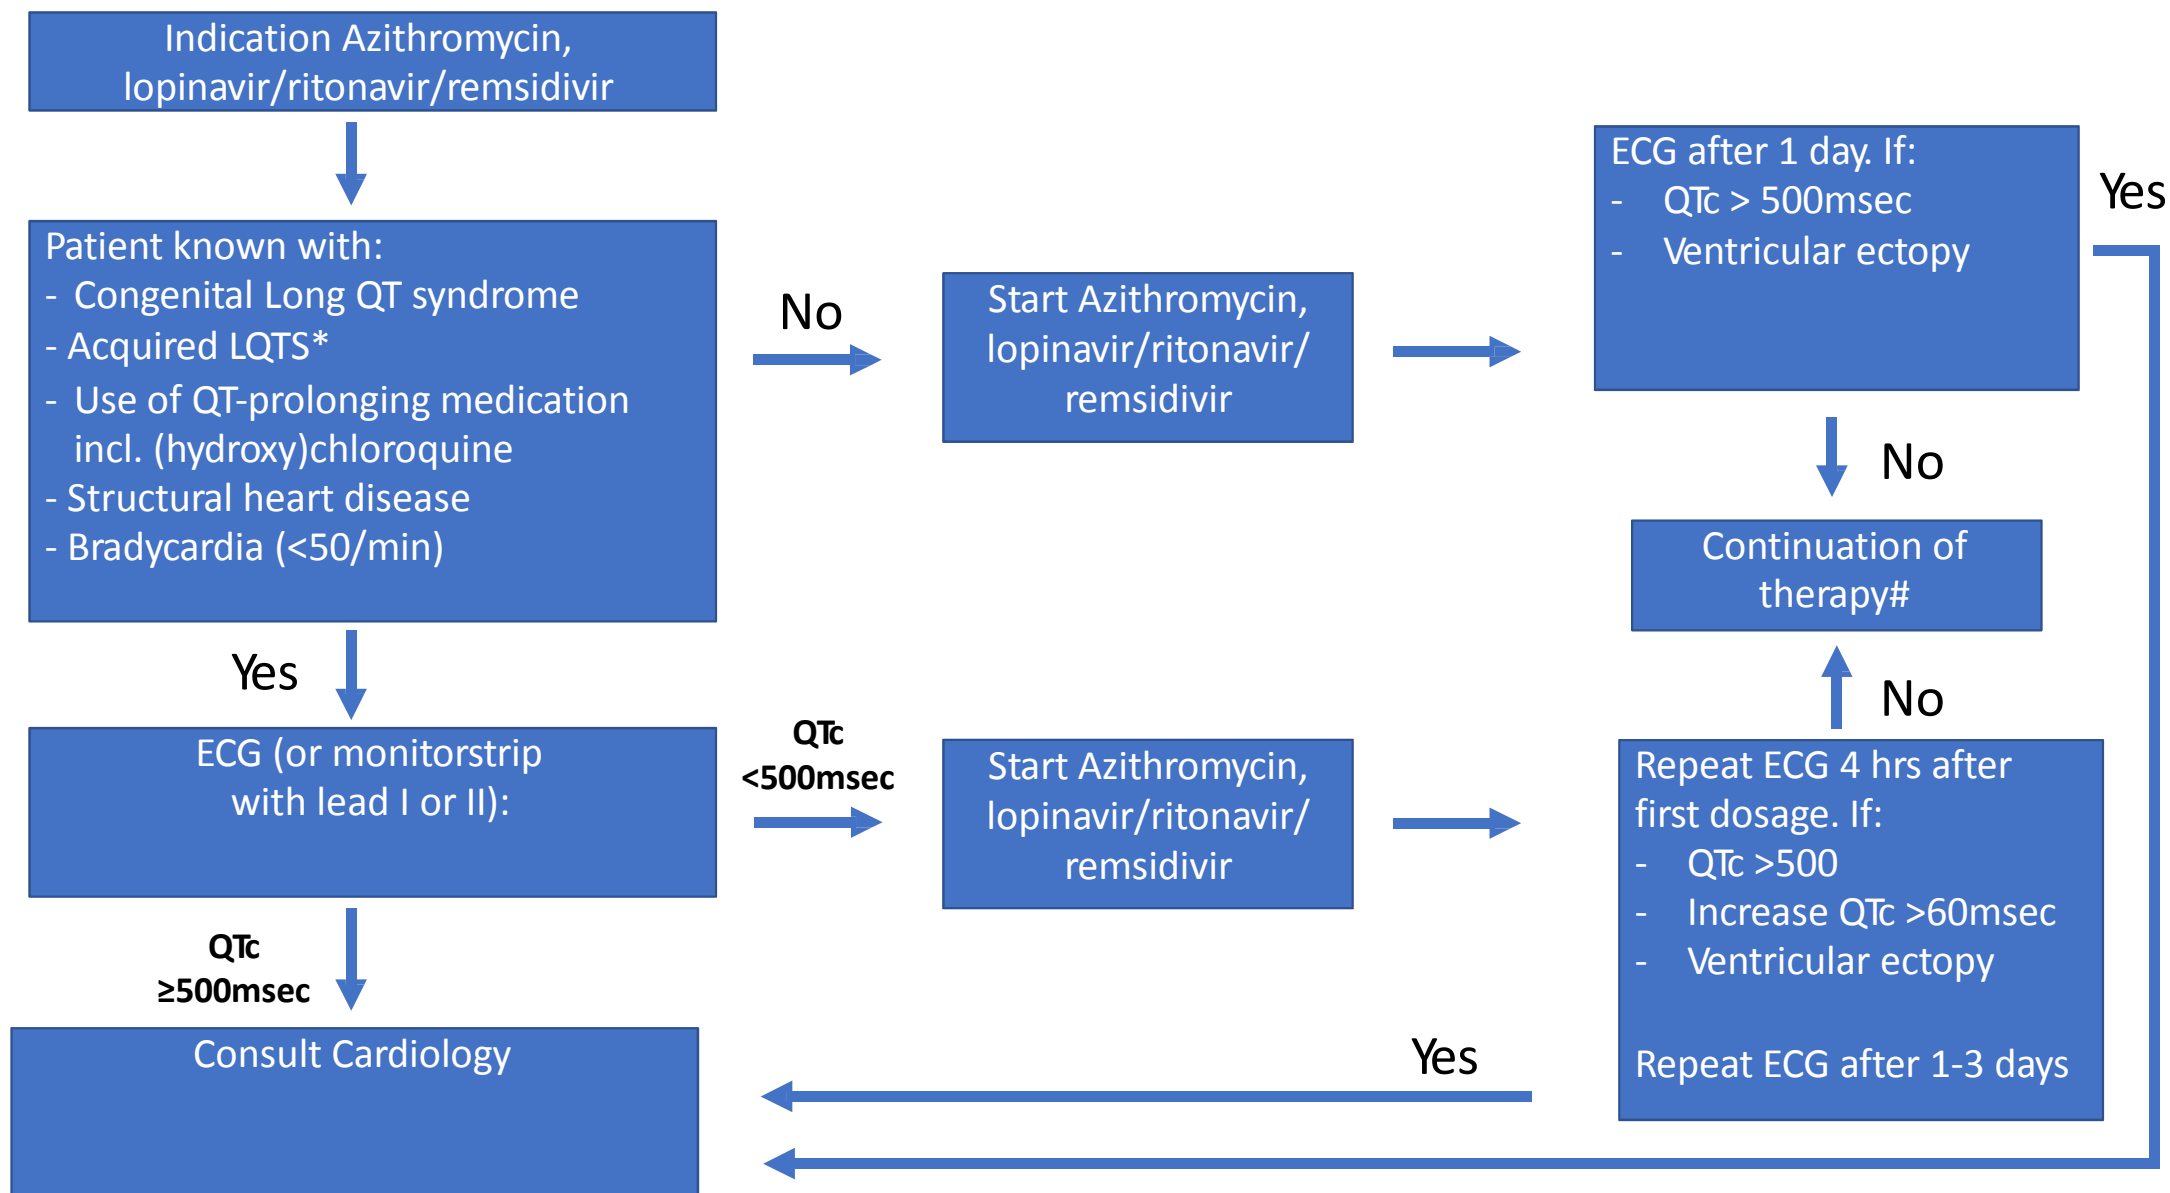 Indication Azithromycin,
lopinavir/ritonavir/remsidivir
Patient known with:
- Congenital Long QT syndrome
- Acquired LQTS*
- Use of QT-prolonging medication
incl. (hydroxy)chloroquine
- Structural heart disease
- Bradycardia (<50/min)
No
Start Azithromycin,
lopinavir/ritonavir/
remsidivir
ECG after 1 day. If:
- QTc > 500msec
- Ventricular ectopy
Yes
No
Continuation of
therapy#
Yes
ECG (or monitorstrip
with lead I or II):
QTc
<500msec
Start Azithromycin,
lopinavir/ritonavir/
remsidivir
No
Repeat ECG 4 hrs after
first dosage. If:
- QTc >500
- Increase QTc >60msec
- Ventricular ectopy
Repeat ECG after 1-3 days
QTc
≥500msec
Consult Cardiology
Yes